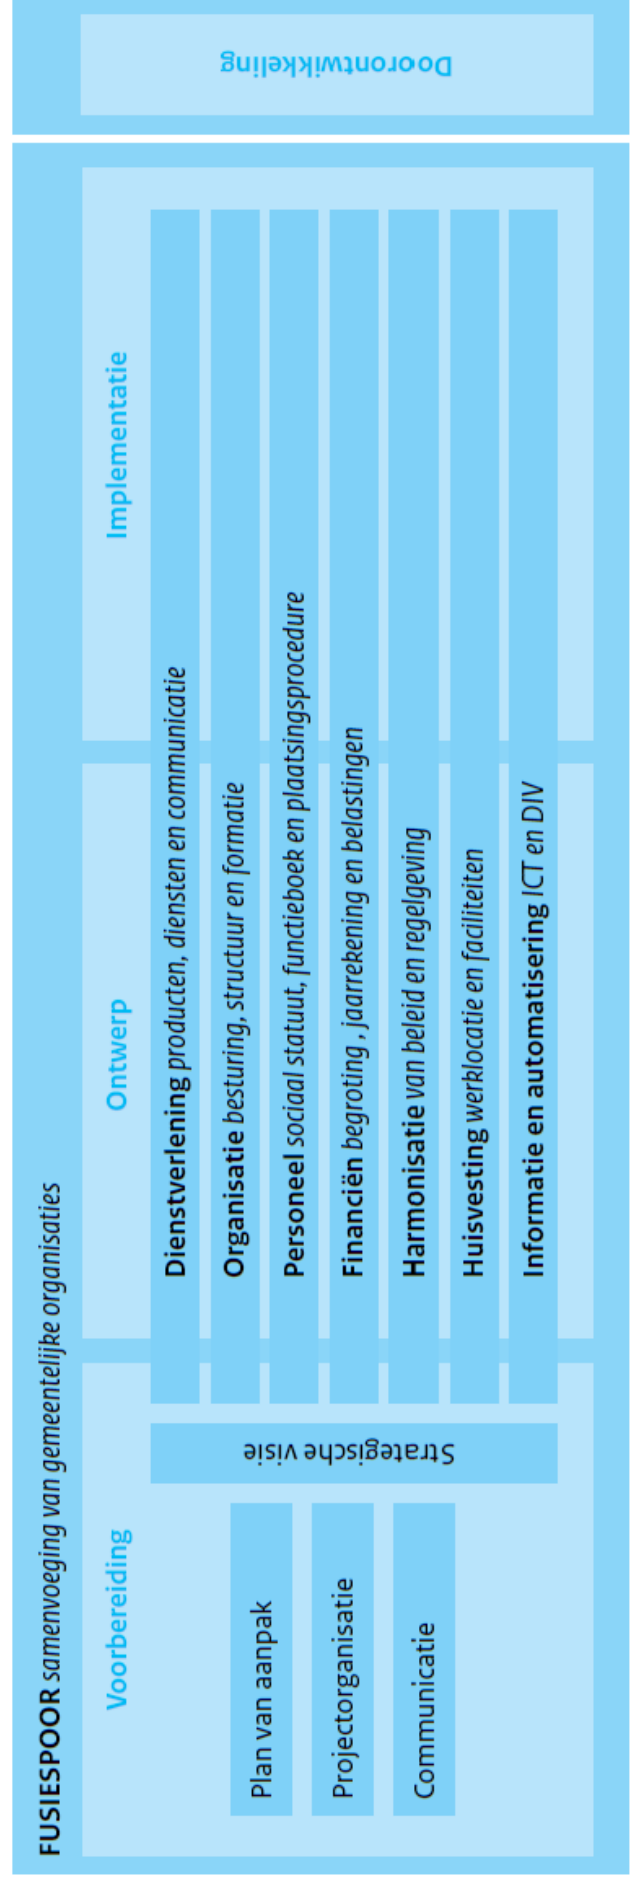 FUSIESPOOR samenvoeging van gemeentelijke organisaties
Voorbereiding
Plan van aanpak
Projectorganisatie
Communicatie
Strategische visie
Ontwerp
Implementatie
Dienstverlening producten, diensten en communicatie
Organisatie besturing, structuur en formatie
Personeel sociaal statuut, functieboek en plaatsingsprocedure
Financiën begroting , jaarrekening en belastingen
Harmonisatie van beleid en regelgeving
Huisvesting werklocatie en faciliteiten
Informatie en automatisering ICT en DIV
Doorontwikkeling